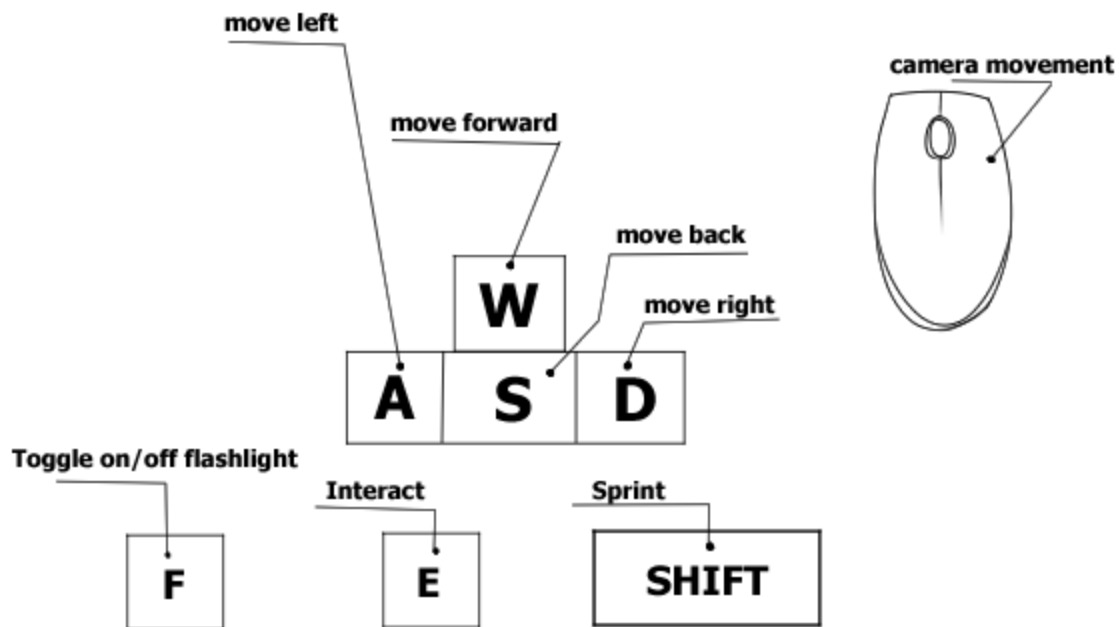 move left
camera movement
move forward
move back
W
move right
A
S
D
Toggle on/off flashlight
Interact
Sprint
F
E
SHIFT